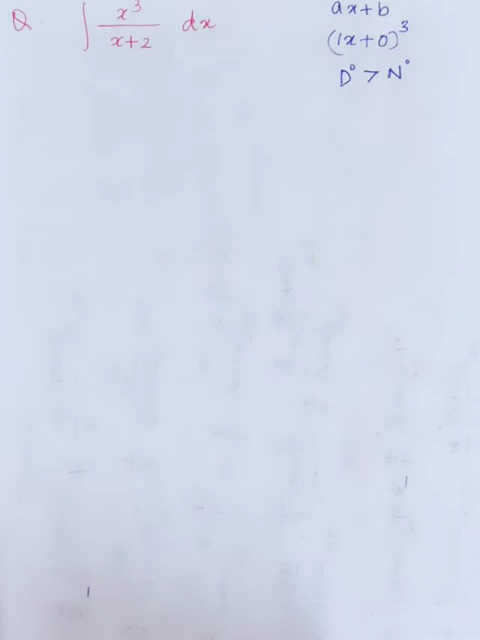 Q. ∫ x³/(x+2) dx
ax+b
(1x+0)³
D° > N°